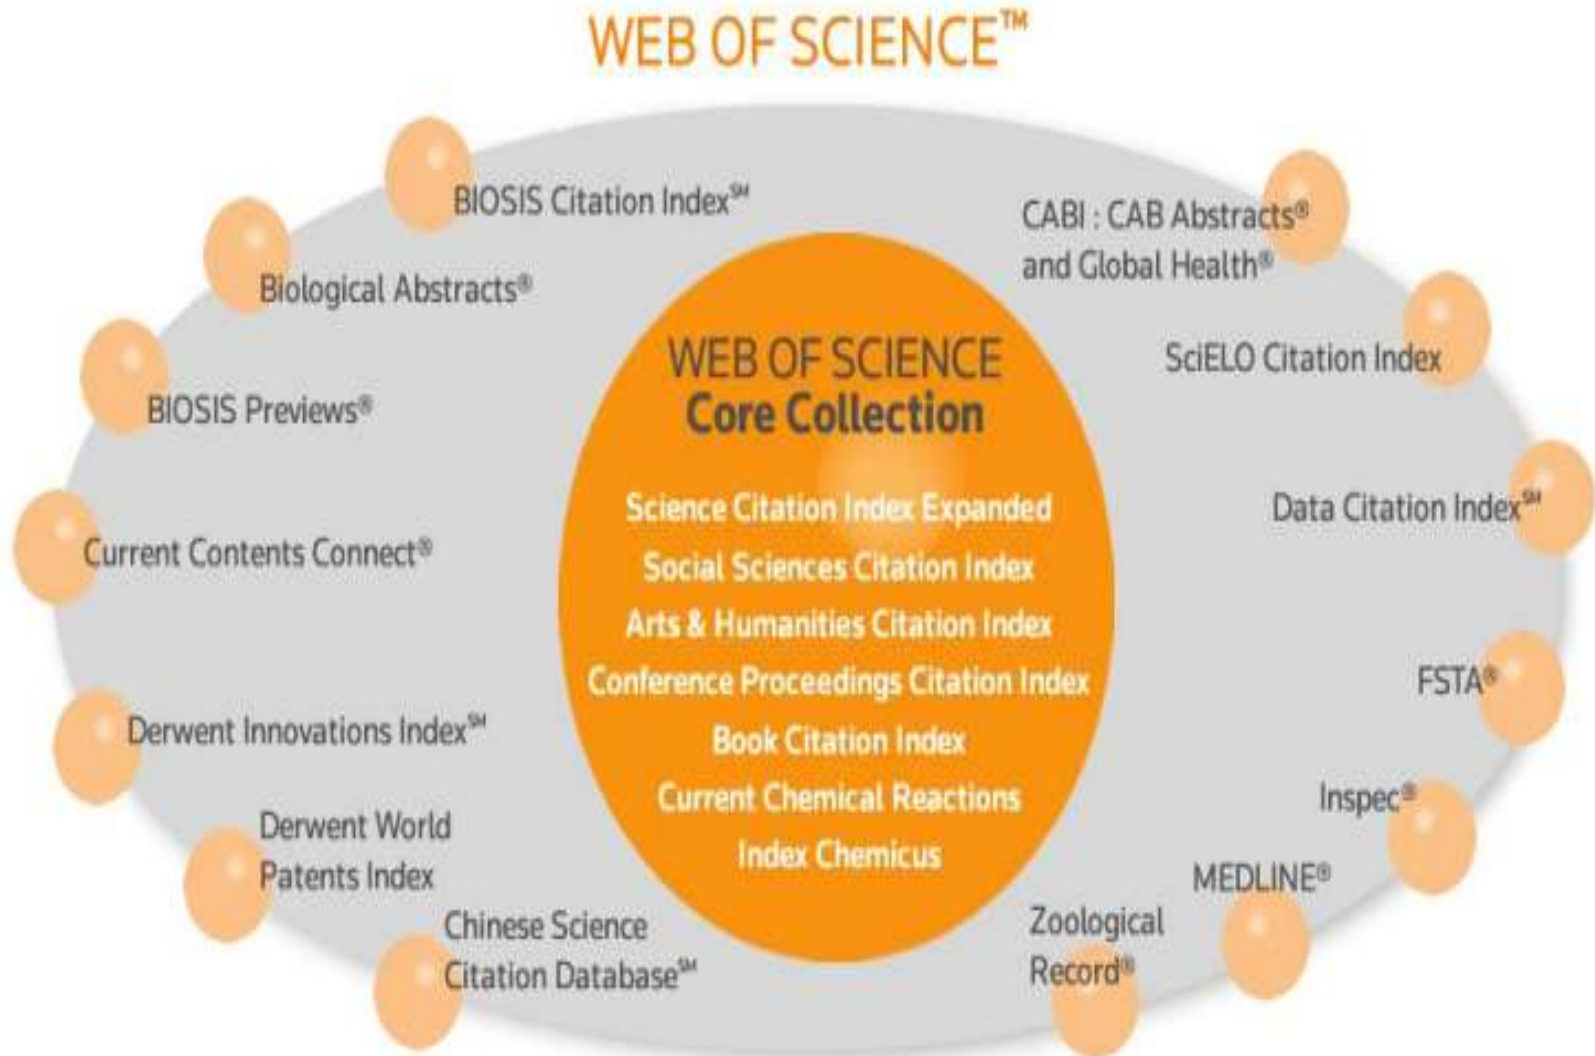 WEB OF SCIENCE™
BIOSIS Citation Index℠
Biological Abstracts®
BIOSIS Previews®
Current Contents Connect®
Derwent Innovations Index℠
Derwent World
Patents Index
Chinese Science
Citation Database℠
WEB OF SCIENCE
Core Collection
Science Citation Index Expanded
Social Sciences Citation Index
Arts & Humanities Citation Index
Conference Proceedings Citation Index
Book Citation Index
Current Chemical Reactions
Index Chemicus
CABI : CAB Abstracts®
and Global Health®
SciELO Citation Index
Data Citation Index℠
FSTA®
Inspec®
MEDLINE®
Zoological
Record®